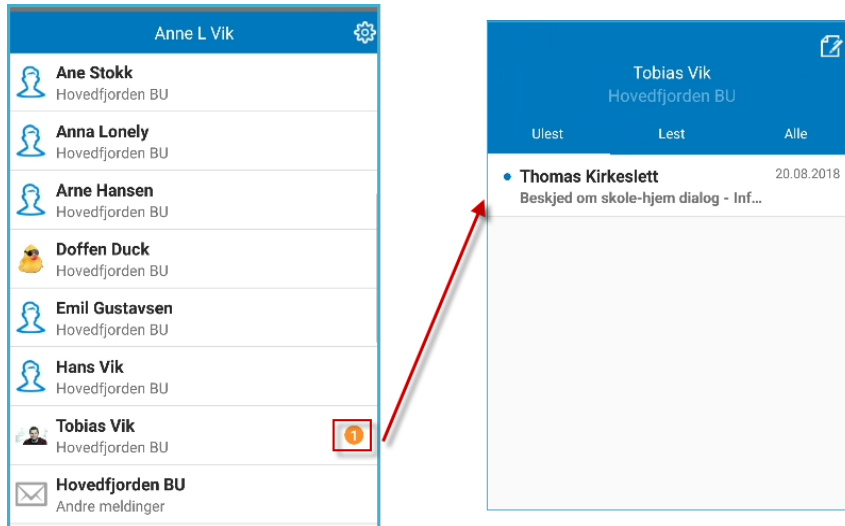 Anne L Vik
Ane Stokk
Hovedfjorden BU
Anna Lonely
Hovedfjorden BU
Arne Hansen
Hovedfjorden BU
Doffen Duck
Hovedfjorden BU
Emil Gustavsen
Hovedfjorden BU
Hans Vik
Hovedfjorden BU
Tobias Vik
1
Hovedfjorden BU
Hovedfjorden BU
Andre meldinger
Tobias Vik
Hovedfjorden BU
Ulest Lest Alle
Thomas Kirkeslett 20.08.2018
Beskjed om skole-hjem dialog - Inf...